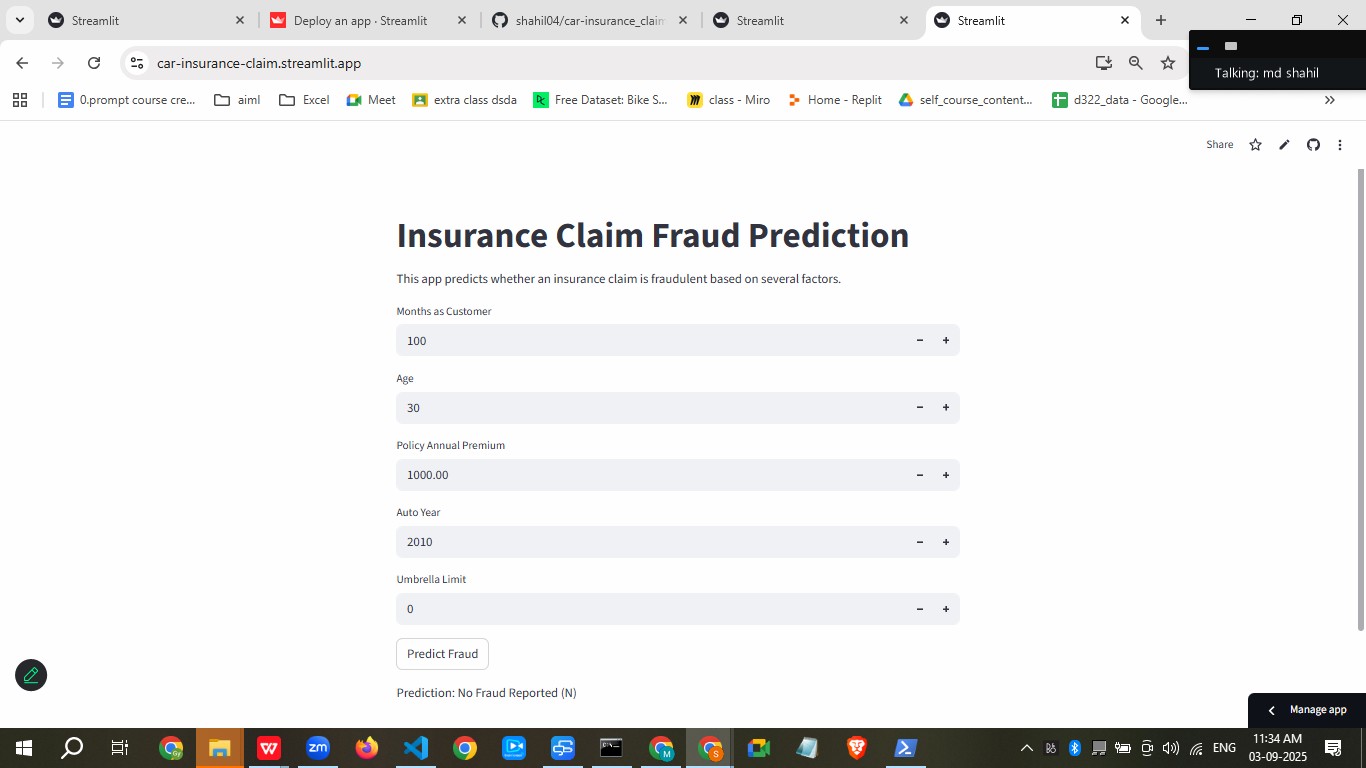 Streamlit
Deploy an app · Streamlit
shahil04/car-insurance_claim
Streamlit
Streamlit
car-insurance-claim.streamlit.app
Talking: md shahil
0.prompt course cre...
aiml
Excel
Meet
extra class dsda
Free Dataset: Bike S...
class - Miro
Home - Replit
self_course_content...
d322_data - Google...
Share
Insurance Claim Fraud Prediction
This app predicts whether an insurance claim is fraudulent based on several factors.
Months as Customer
100
Age
30
Policy Annual Premium
1000.00
Auto Year
2010
Umbrella Limit
0
Predict Fraud
Prediction: No Fraud Reported (N)
Manage app
zm
ENG
11:34 AM
03-09-2025